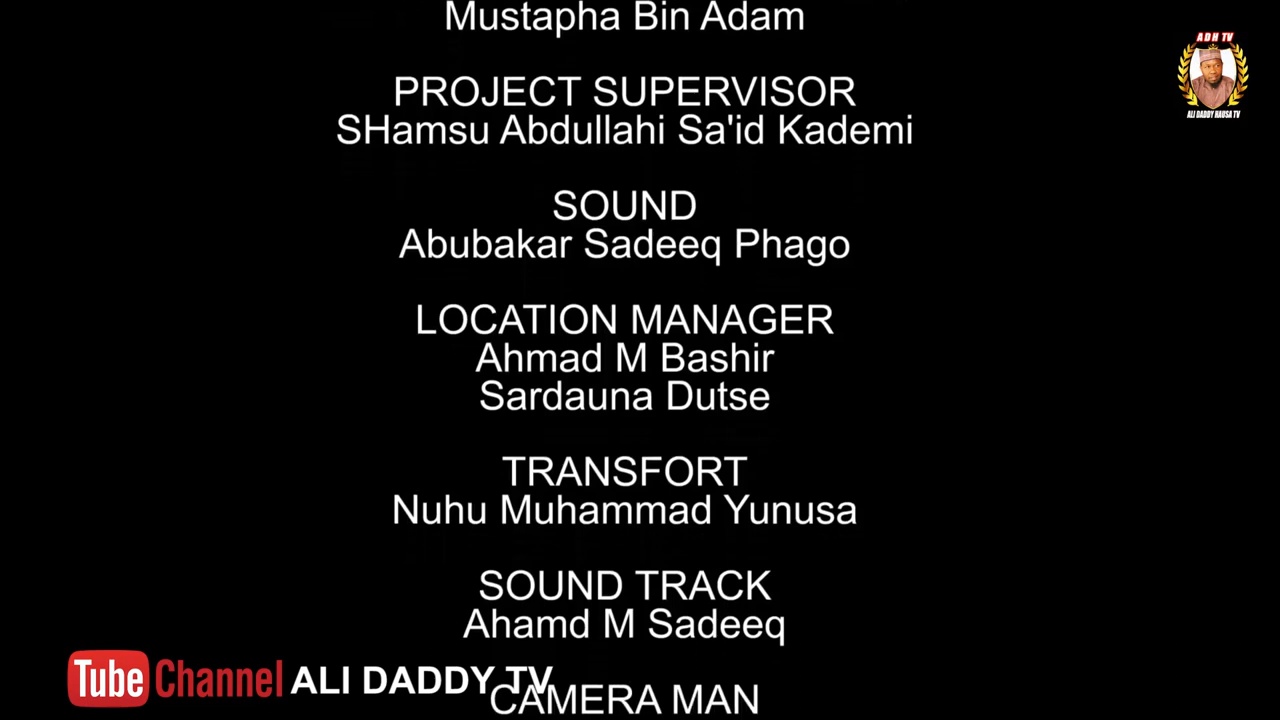 Mustapha Bin Adam
ADH TV
ALI DADDY HAUSA TV
PROJECT SUPERVISOR
SHamsu Abdullahi Sa'id Kademi
SOUND
Abubakar Sadeeq Phago
LOCATION MANAGER
Ahmad M Bashir
Sardauna Dutse
TRANSFORT
Nuhu Muhammad Yunusa
SOUND TRACK
Ahamd M Sadeeq
Tube Channel ALI DADDY TV
CAMERA MAN